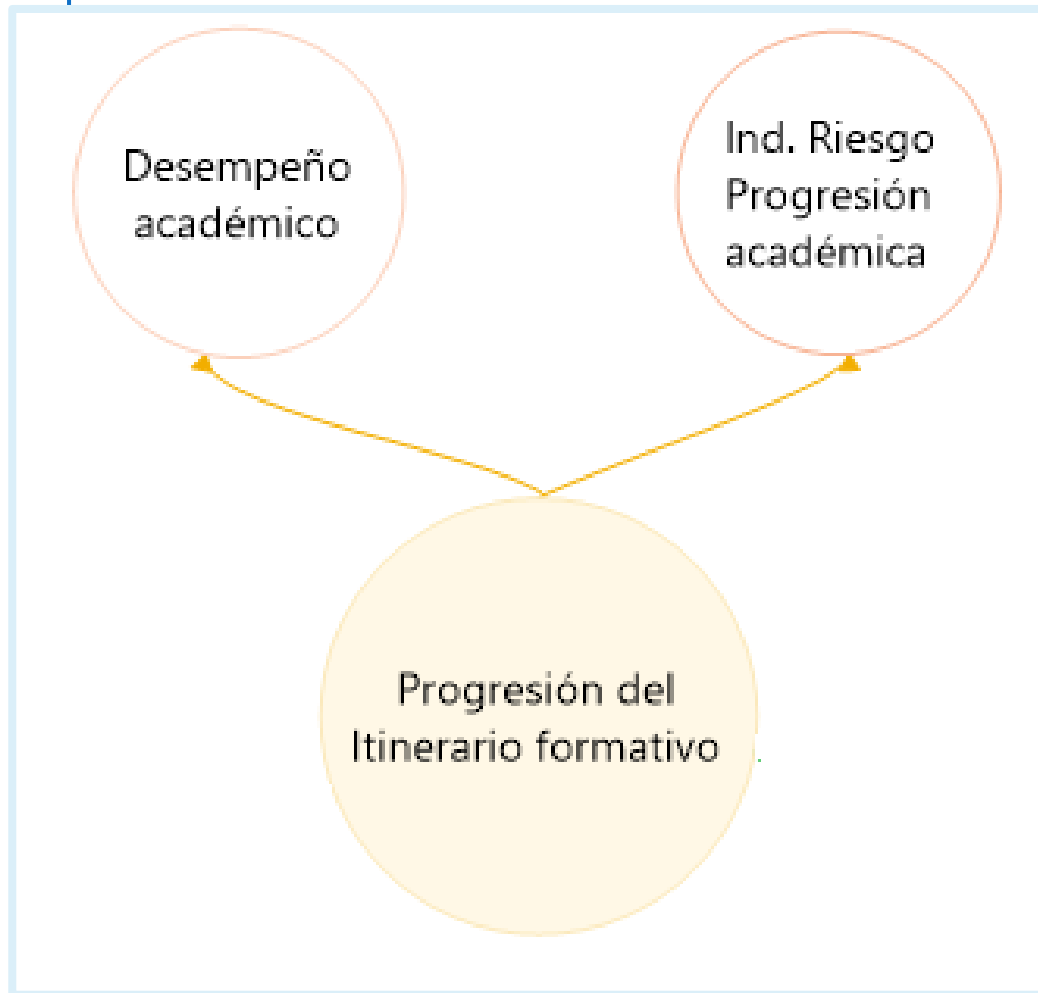 Desempeño
académico
Ind. Riesgo
Progresión
académica
Progresión del
Itinerario formativo